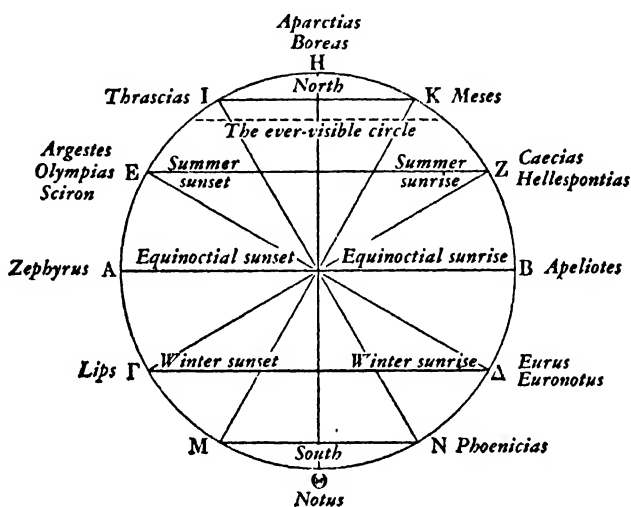 Aparctias
Boreas
H
North
Thrascias I
K Meses
The ever-visible circle
Argestes
Olympias E
Sciron
Summer
sunset
Summer
sunrise
Z Caecias
Hellespontias
Zephyrus A
Equinoctial sunset
Equinoctial sunrise
B Apeliotes
Lips Γ
Winter sunset
Winter sunrise
Δ Eurus
Euronotus
M
South
N Phoenicias
Θ
Notus